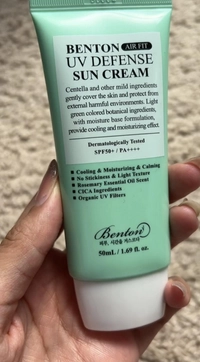 BENTON AIR FIT
UV DEFENSE
SUN CREAM
Centella and other mild ingredients
gently cover the skin and protect from
external harmful environments. Light
green colored botanical ingredients,
with moisture base formulation,
provide cooling and moisturizing effect.
Dermatologically Tested
SPF50+ / PA++++
Cooling & Moisturizing & Calming
No Stickiness & Light Texture
Rosemary Essential Oil Scent
CICA Ingredients
Organic UV Filters
Benton
50mL / 1.69 fl. oz.